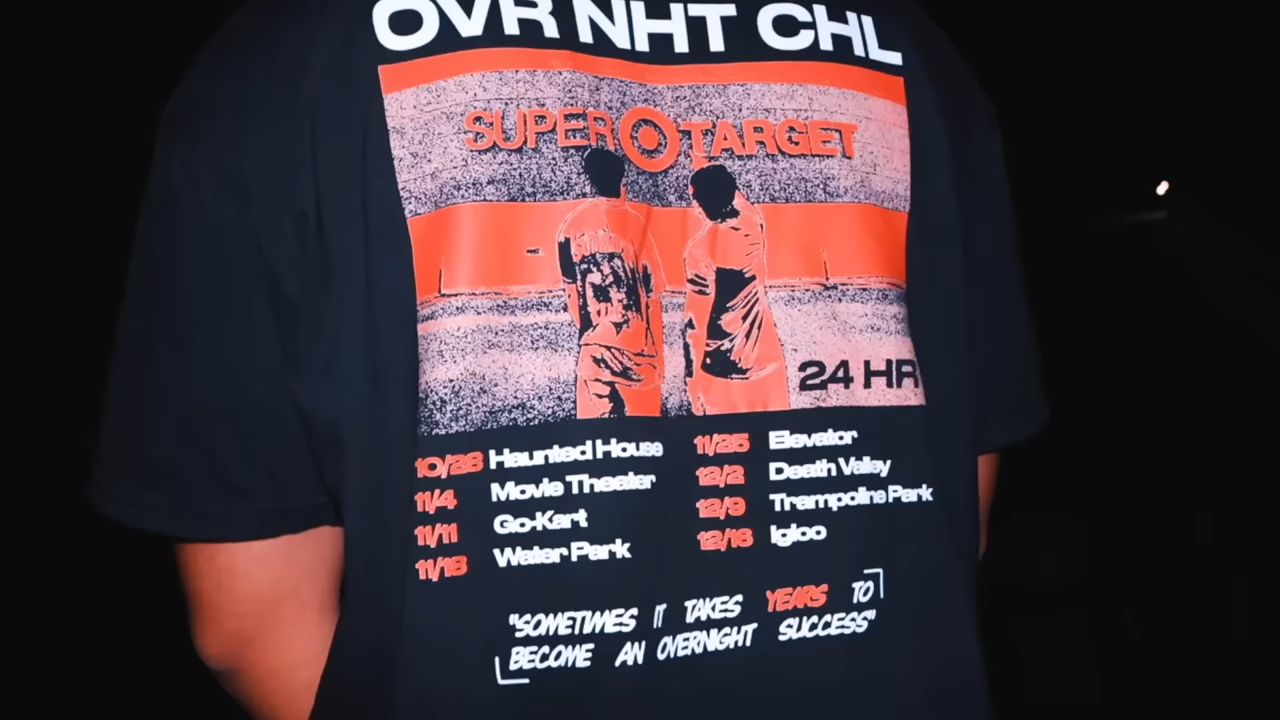 OVR NHT CHL
SUPER TARGET
24 HR
10/28 Haunted House
11/4 Movie Theater
11/11 Go-Kart
11/18 Water Park
11/25 Elevator
12/2 Death Valley
12/9 Trampoline Park
12/16 Igloo
"SOMETIMES IT TAKES YEARS TO
BECOME AN OVERNIGHT SUCCESS"